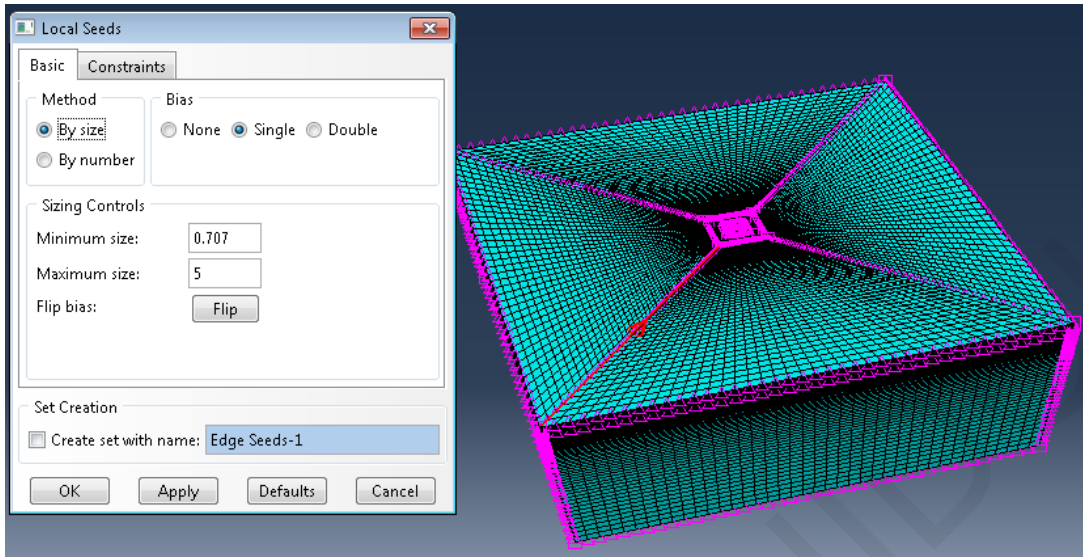 Local Seeds
Basic Constraints
Method
By size
By number
Bias
None Single Double
Sizing Controls
Minimum size: 0.707
Maximum size: 5
Flip bias: Flip
Set Creation
Create set with name: Edge Seeds-1
OK Apply Defaults Cancel